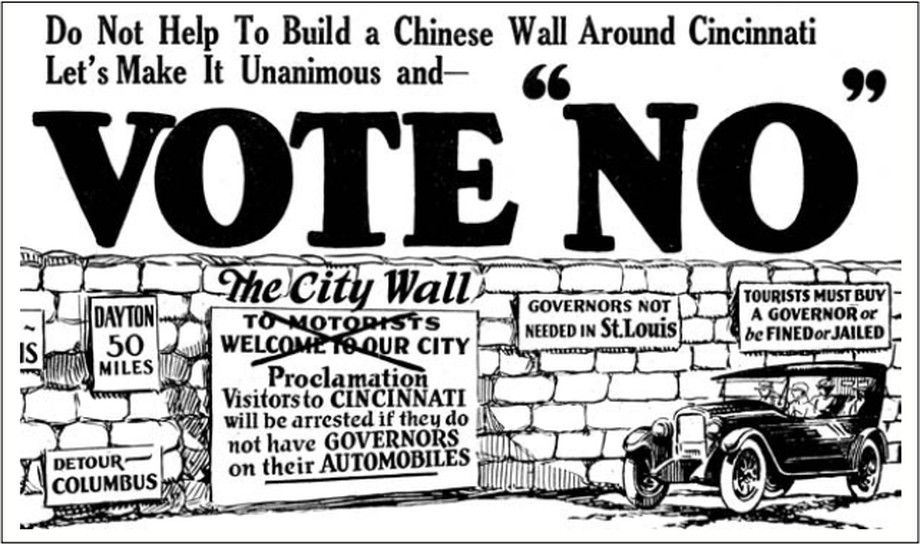 Do Not Help To Build a Chinese Wall Around Cincinnati
Let's Make It Unanimous and—
VOTE "NO"
The City Wall
TO MOTORISTS
WELCOME TO OUR CITY
Proclamation
Visitors to CINCINNATI
will be arrested if they do
not have GOVERNORS
on their AUTOMOBILES
IS
DAYTON
50
MILES
DETOUR—
COLUMBUS
GOVERNORS NOT
NEEDED IN St. Louis
TOURISTS MUST BUY
A GOVERNOR or
be FINED or JAILED